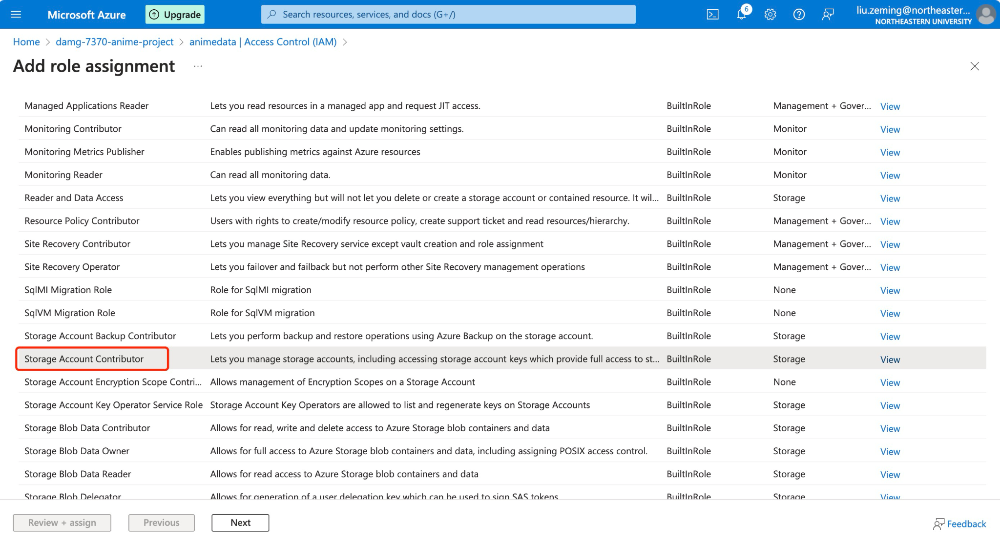 Microsoft Azure Upgrade Search resources, services, and docs (G+/) 6 liu.zeming@northeaster...
NORTHEASTERN UNIVERSITY
Home > damg-7370-anime-project > animedata | Access Control (IAM) >
Add role assignment ...
Managed Applications Reader Lets you read resources in a managed app and request JIT access. BuiltInRole Management + Gover... View
Monitoring Contributor Can read all monitoring data and update monitoring settings. BuiltInRole Monitor View
Monitoring Metrics Publisher Enables publishing metrics against Azure resources BuiltInRole Monitor View
Monitoring Reader Can read all monitoring data. BuiltInRole Monitor View
Reader and Data Access Lets you view everything but will not let you delete or create a storage account or contained resource. It wil... BuiltInRole Storage View
Resource Policy Contributor Users with rights to create/modify resource policy, create support ticket and read resources/hierarchy. BuiltInRole Management + Gover... View
Site Recovery Contributor Lets you manage Site Recovery service except vault creation and role assignment BuiltInRole Management + Gover... View
Site Recovery Operator Lets you failover and failback but not perform other Site Recovery management operations BuiltInRole Management + Gover... View
SqlMI Migration Role Role for SqlMI migration BuiltInRole None View
SqlVM Migration Role Role for SqlVM migration BuiltInRole None View
Storage Account Backup Contributor Lets you perform backup and restore operations using Azure Backup on the storage account. BuiltInRole Storage View
Storage Account Contributor Lets you manage storage accounts, including accessing storage account keys which provide full access to st... BuiltInRole Storage View
Storage Account Encryption Scope Contri... Allows management of Encryption Scopes on a Storage Account BuiltInRole None View
Storage Account Key Operator Service Role Storage Account Key Operators are allowed to list and regenerate keys on Storage Accounts BuiltInRole Storage View
Storage Blob Data Contributor Allows for read, write and delete access to Azure Storage blob containers and data BuiltInRole Storage View
Storage Blob Data Owner Allows for full access to Azure Storage blob containers and data, including assigning POSIX access control. BuiltInRole Storage View
Storage Blob Data Reader Allows for read access to Azure Storage blob containers and data BuiltInRole Storage View
Storage Blob Delegator Allows for generation of a user delegation key which can be used to sign SAS tokens BuiltInRole Storage View
Review + assign Previous Next Feedback